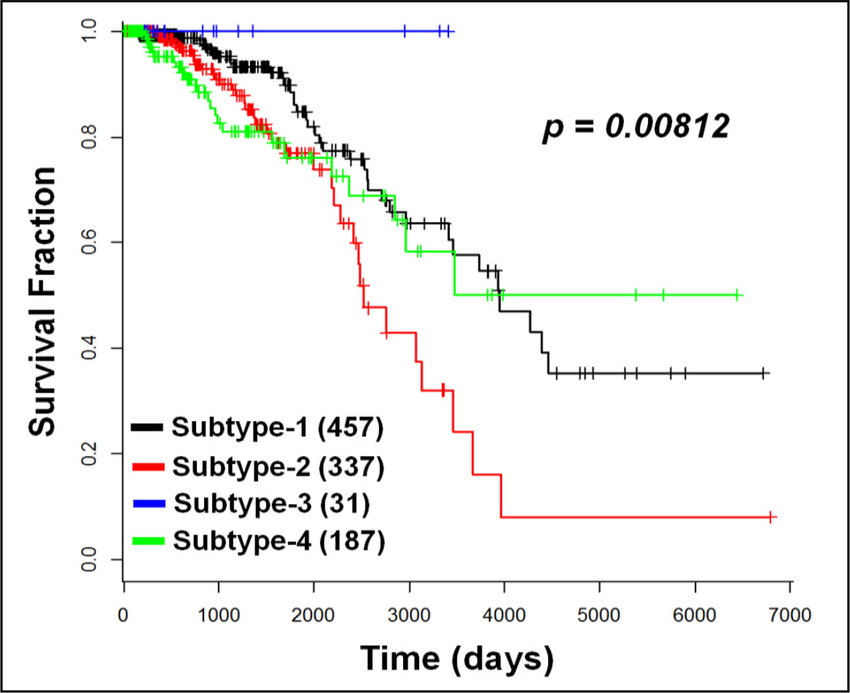 p = 0.00812
Survival Fraction
1.0
0.8
0.6
0.4
0.2
0.0
Subtype-1 (457)
Subtype-2 (337)
Subtype-3 (31)
Subtype-4 (187)
0 1000 2000 3000 4000 5000 6000 7000
Time (days)